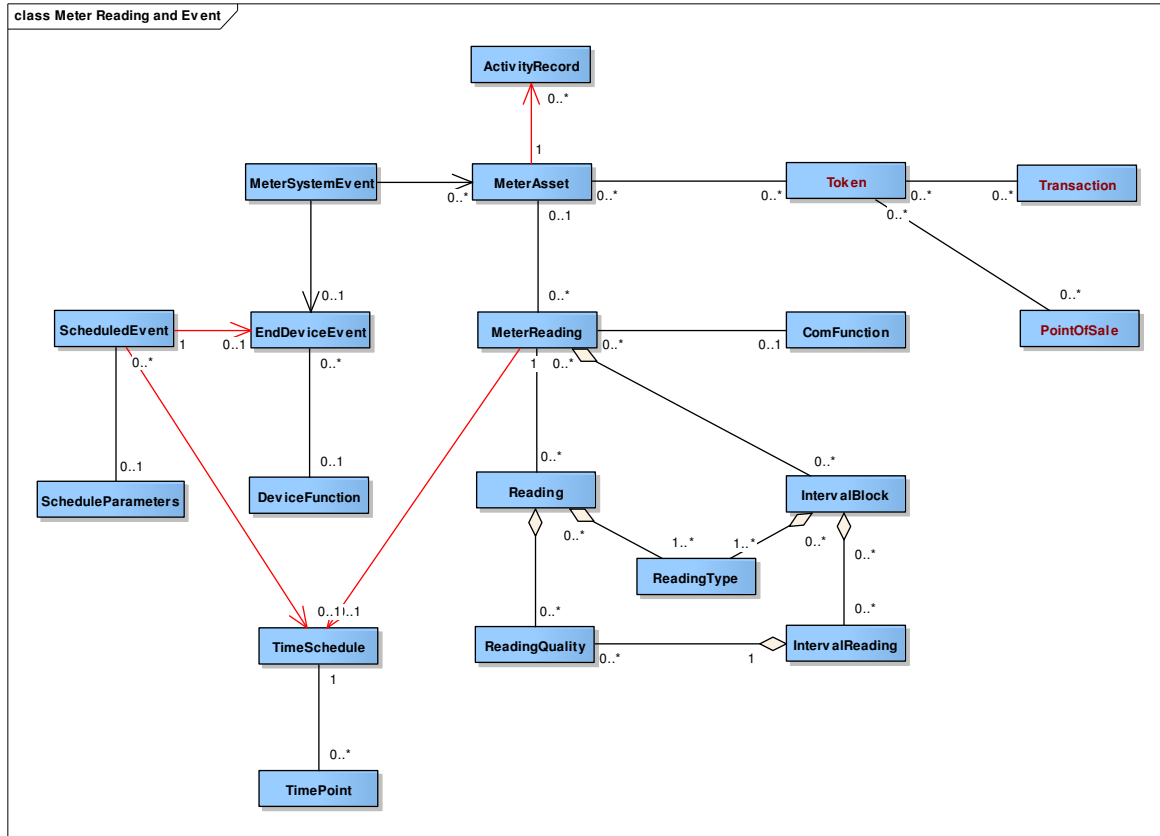 class Meter Reading and Event
ActivityRecord
0..*
1
MeterSystemEvent
0..*
MeterAsset
0..*
0..*
Token
0..*
0..*
Transaction
0..1
0..*
0..1
0..*
0..*
ScheduledEvent
1
0..1
EndDeviceEvent
MeterReading
0..*
0..1
ComFunction
PointOfSale
0..*
0..*
1
0..*
0..1
0..1
0..*
0..*
ScheduleParameters
DeviceFunction
Reading
IntervalBlock
0..*
1..*
1..*
0..*
0..*
ReadingType
0..1
0..1
0..*
0..*
TimeSchedule
ReadingQuality
0..*
1
IntervalReading
1
0..*
TimePoint